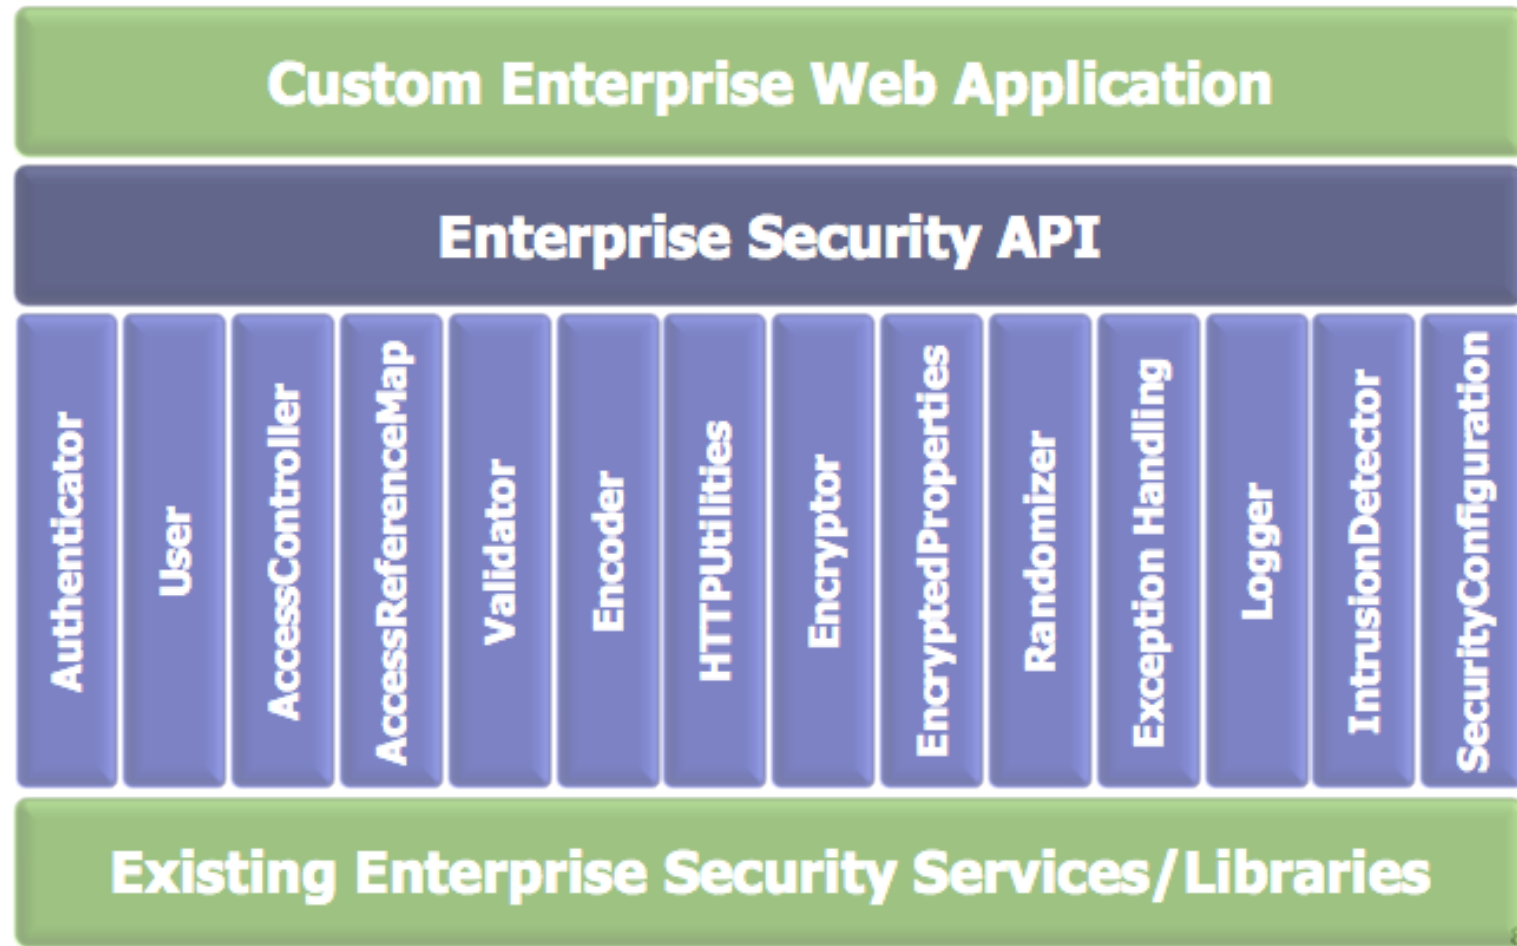 Custom Enterprise Web Application
Enterprise Security API
Authenticator
User
AccessController
AccessReferenceMap
Validator
Encoder
HTTPUtilities
Encryptor
EncryptedProperties
Randomizer
Exception Handling
Logger
IntrusionDetector
SecurityConfiguration
Existing Enterprise Security Services/Libraries